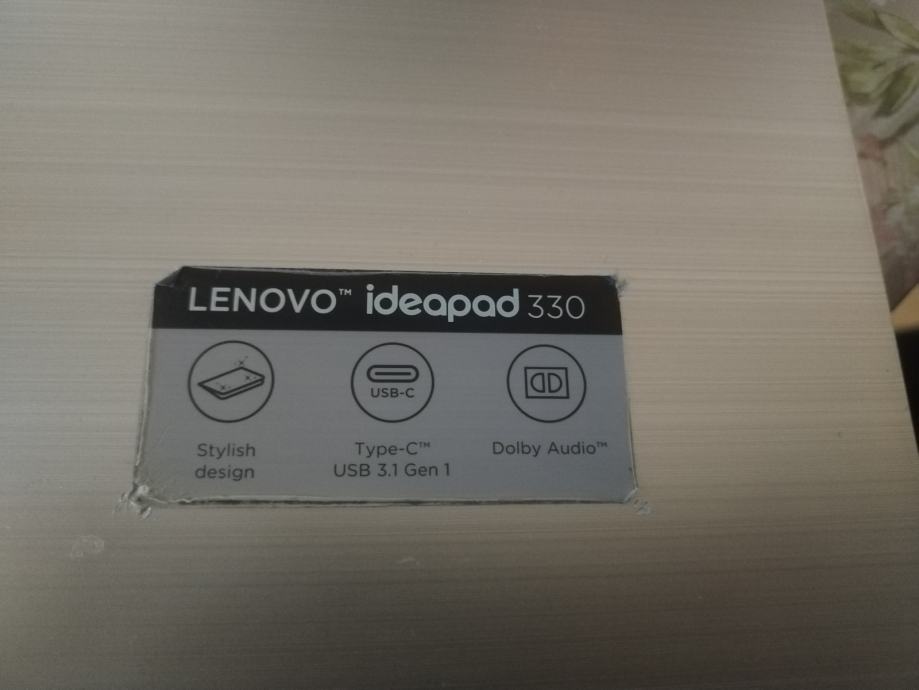 LENOVO™ ideapad 330
USB-C
Stylish design
Type-C™ USB 3.1 Gen 1
Dolby Audio™